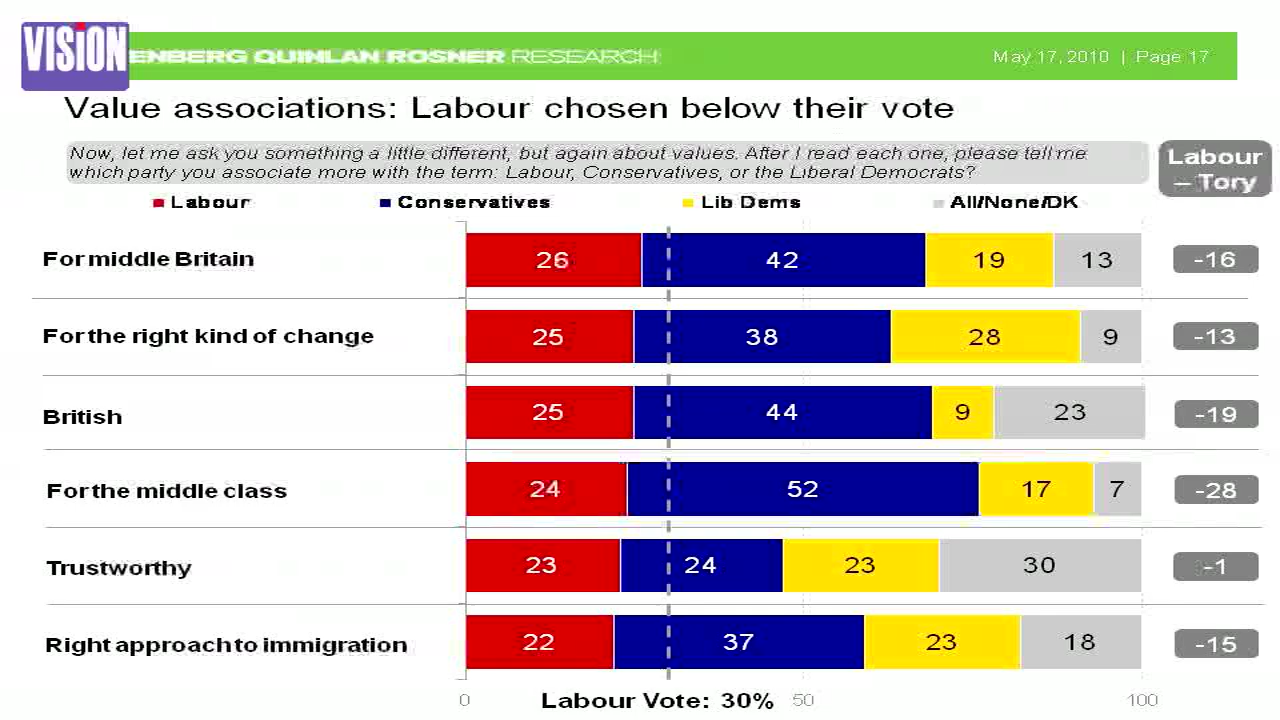 VISION
ENBERG QUINLAN ROSNER RESEARCH
May 17, 2010 | Page 17
Value associations: Labour chosen below their vote
Now, let me ask you something a little different, but again about values. After I read each one, please tell me
which party you associate more with the term: Labour, Conservatives, or the Liberal Democrats?
Labour
– Tory
Labour Conservatives Lib Dems All/None/DK
For middle Britain 26 42 19 13 -16
For the right kind of change 25 38 28 9 -13
British 25 44 9 23 -19
For the middle class 24 52 17 7 -28
Trustworthy 23 24 23 30 -1
Right approach to immigration 22 37 23 18 -15
0 Labour Vote: 30% 50 100